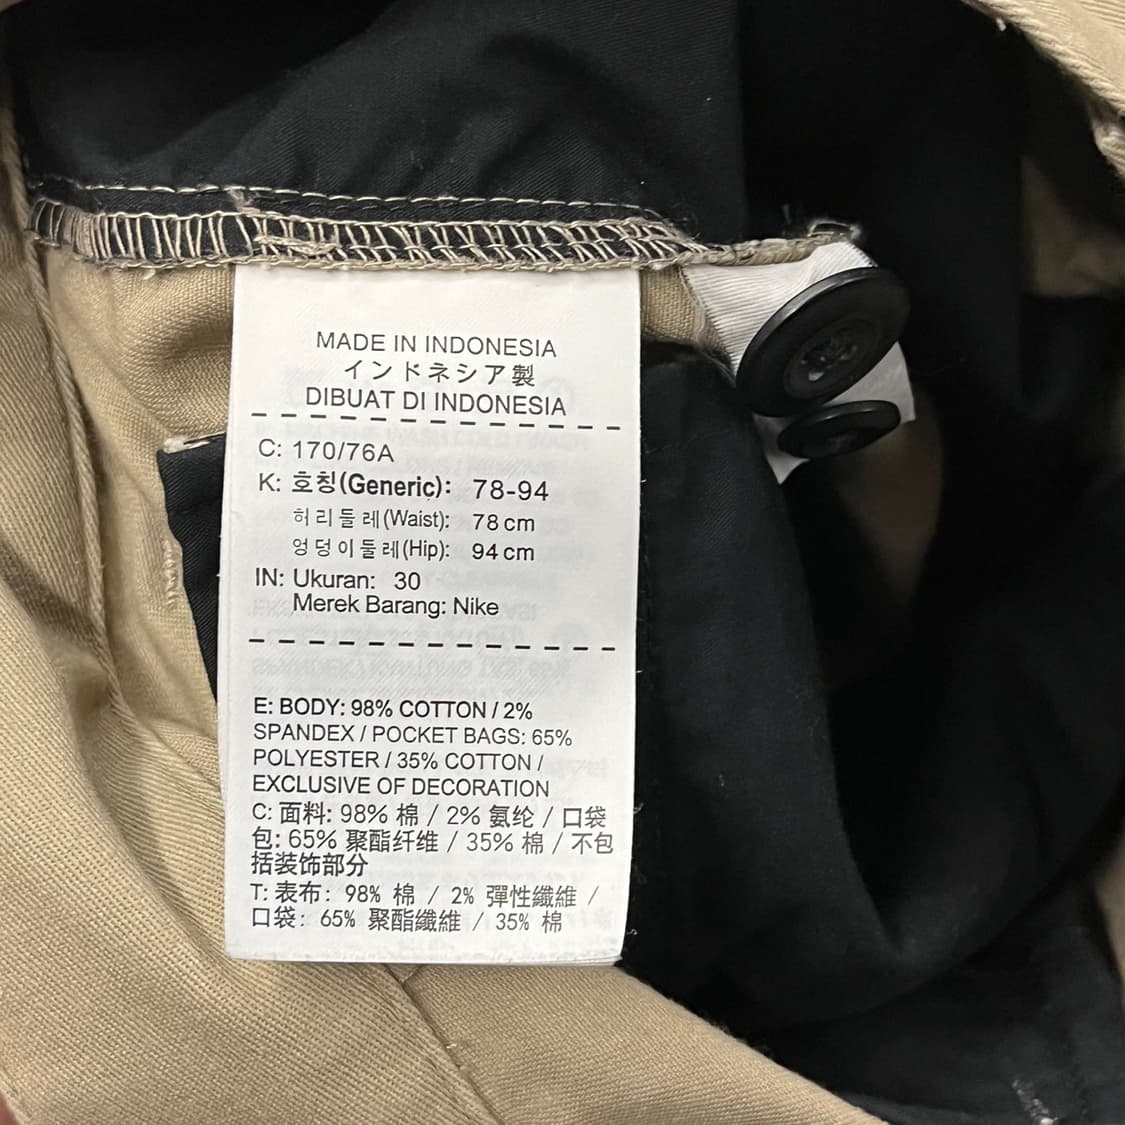 MADE IN INDONESIA
インドネシア製
DIBUAT DI INDONESIA
C: 170/76A
K: 호칭(Generic): 78-94
허리둘레(Waist): 78 cm
엉덩이둘레(Hip): 94 cm
IN: Ukuran: 30
Merek Barang: Nike
E: BODY: 98% COTTON / 2%
SPANDEX / POCKET BAGS: 65%
POLYESTER / 35% COTTON /
EXCLUSIVE OF DECORATION
C: 面料: 98% 棉 / 2% 氨纶 / 口袋
包: 65% 聚酯纤维 / 35% 棉 / 不包
括装饰部分
T: 表布: 98% 棉 / 2% 彈性纖維 /
口袋: 65% 聚酯纖維 / 35% 棉